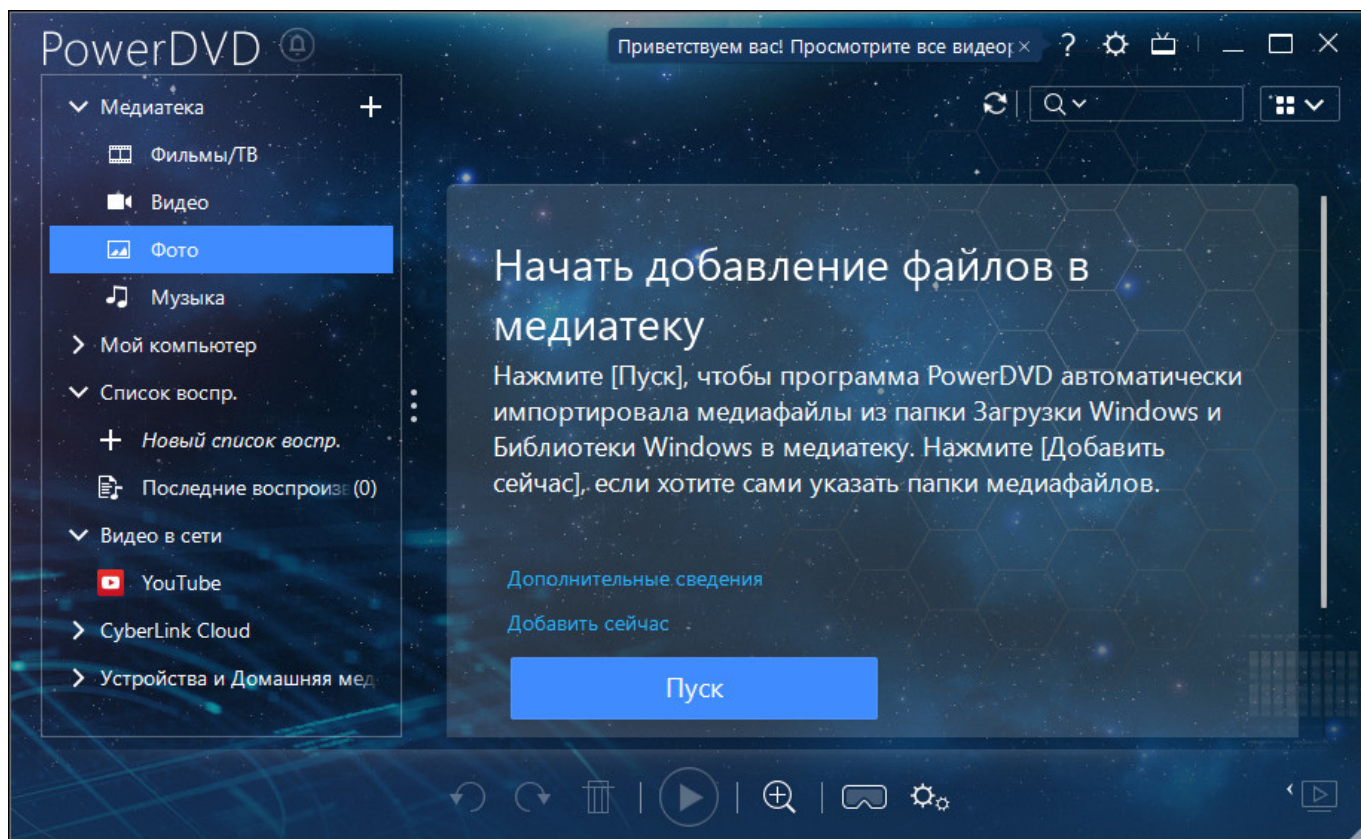 PowerDVD
Приветствуем вас! Просмотрите все видео
Медиатека
Фильмы/ТВ
Видео
Фото
Музыка
Мой компьютер
Список воспр.
Новый список воспр.
Последние воспроизв (0)
Видео в сети
YouTube
CyberLink Cloud
Устройства и Домашняя мед
Начать добавление файлов в
медиатеку
Нажмите [Пуск], чтобы программа PowerDVD автоматически
импортировала медиафайлы из папки Загрузки Windows и
Библиотеки Windows в медиатеку. Нажмите [Добавить
сейчас], если хотите сами указать папки медиафайлов.
Дополнительные сведения
Добавить сейчас
Пуск